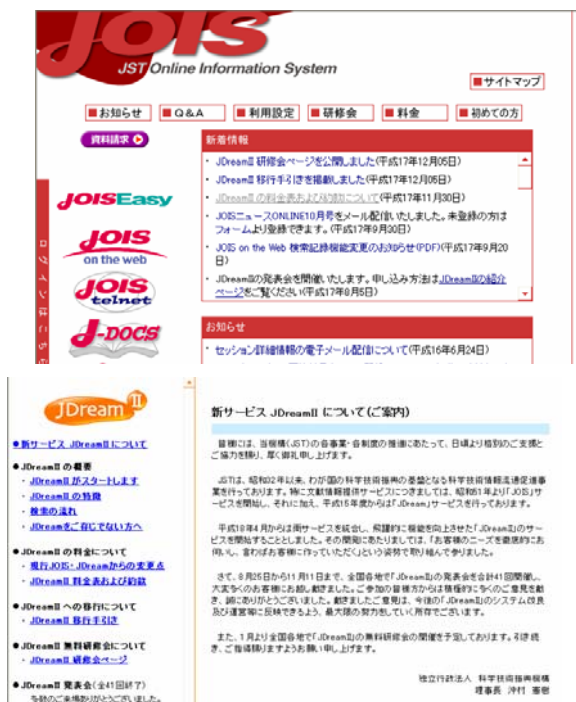 JOIS
JST Online Information System
■サイトマップ
■お知らせ ■Q&A ■利用設定 ■研修会 ■料金 ■初めての方
資料請求
新着情報
・ JDreamⅡ 研修会ページを公開しました(平成17年12月05日)
・ JDreamⅡ 移行手引きを掲載しました(平成17年12月05日)
・ JDreamⅡ の料金表および約款について(平成17年11月30日)
・ JOISニュースONLINE10月号をメール配信いたしました。未登録の方は
フォームより登録できます。(平成17年9月30日)
・ JOIS on the Web 検索記録機能変更のお知らせ(PDF)(平成17年9月20
日)
・ JDreamⅡの発表会を開催いたします。申し込み方法はJDreamⅡの紹介
ページをご覧ください(平成17年8月5日)
JOISEasy
JOIS
on the web
JOIS
telnet
J-DOCS
ログインはこちら
お知らせ
・ セッション詳細情報の電子メール配信について(平成16年6月24日)
JDreamⅡ
●新サービス JDreamⅡについて
●JDreamⅡ の概要
・ JDreamⅡ がスタートします
・ JDreamⅡ の特徴
・ 検索の流れ
・ JDreamをご存じでない方へ
●JDreamⅡ の料金について
・ 現行JOIS・JDreamからの変更点
・ JDreamⅡ 料金表および約款
●JDreamⅡ への移行について
・ JDreamⅡ 移行手引き
●JDreamⅡ 無料研修会について
・ JDreamⅡ 研修会ページ
●JDreamⅡ 発表会(全41回終了)
多数のご来場ありがとうございました。
新サービス JDreamⅡ について(ご案内)
皆様には、当機構(JST)の各事業・各制度の推進にあたって、日頃より格別のご支援と
ご協力を賜り、厚く御礼申し上げます。
JSTは、昭和32年以来、わが国の科学技術振興の基盤となる科学技術情報流通促進事
業を行っております。特に文献情報提供サービスにつきましては、昭和51年より「JOIS」サ
ービスを開始し、それに加え、平成15年度からは「JDream」サービスを行っております。
平成18年4月からは両サービスを統合し、飛躍的に機能を向上させた「JDreamⅡ」のサー
ビスを開始することとしました。その開発にあたりましては、「お客様のニーズを徹底的にお
伺いし、言わばお客様に作っていただく」という姿勢で取り組んで参りました。
さて、8月25日から11月11日まで、全国各地で「JDreamⅡ」の発表会を合計41回開催し、
大変多くのお客様にお越し戴きました。ご参加の皆様方からは積極的に多くのご意見を戴
き、誠にありがとうございました。戴きましたご意見は、今後の「JDreamⅡ」のシステム改良
及び運営等に反映できるよう、最大限の努力をしていく所存でございます。
また、1月より全国各地で「JDreamⅡ」の無料研修会の開催を予定しております。引き続
き、ご指導賜りますようお願い申し上げます。
独立行政法人 科学技術振興機構
理事長 沖村 憲樹